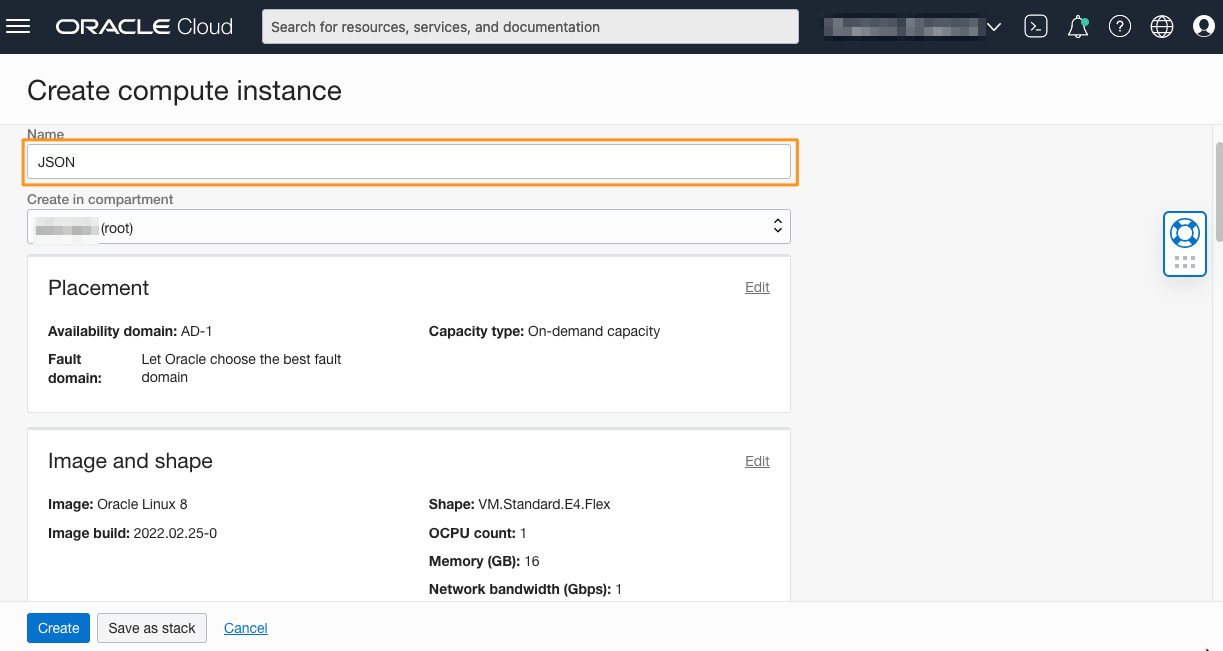 ORACLE Cloud
Search for resources, services, and documentation
Create compute instance
Name
JSON
Create in compartment
(root)
Placement
Edit
Availability domain: AD-1
Capacity type: On-demand capacity
Fault domain:
Let Oracle choose the best fault
domain
Image and shape
Edit
Image: Oracle Linux 8
Shape: VM.Standard.E4.Flex
Image build: 2022.02.25-0
OCPU count: 1
Memory (GB): 16
Network bandwidth (Gbps): 1
Create
Save as stack
Cancel